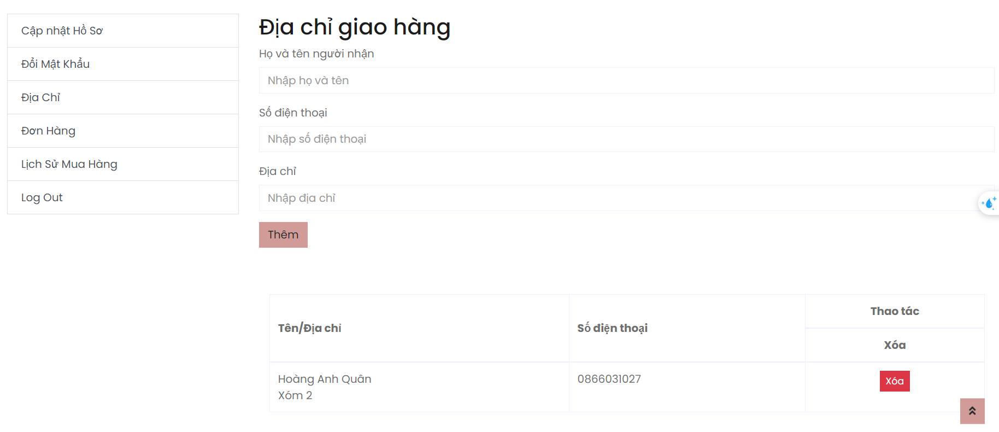 Cập nhật Hồ Sơ
Đổi Mật Khẩu
Địa Chỉ
Đơn Hàng
Lịch Sử Mua Hàng
Log Out
Địa chỉ giao hàng
Họ và tên người nhận
Nhập họ và tên
Số điện thoại
Nhập số điện thoại
Địa chỉ
Nhập địa chỉ
Thêm
Tên/Địa chỉ
Số điện thoại
Thao tác
Xóa
Hoàng Anh Quân
Xóm 2
0866031027
Xóa